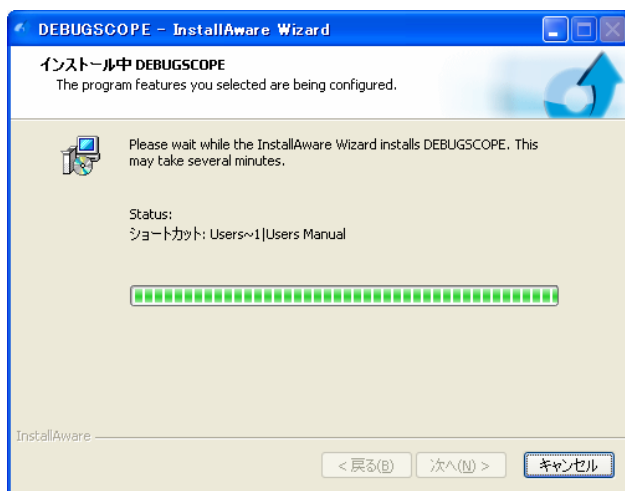 DEBUGSCOPE - InstallAware Wizard
インストール中 DEBUGSCOPE
The program features you selected are being configured.
Please wait while the InstallAware Wizard installs DEBUGSCOPE. This
may take several minutes.
Status:
ショートカット: Users~1|Users Manual
InstallAware
< 戻る(B)
次へ(N) >
キャンセル